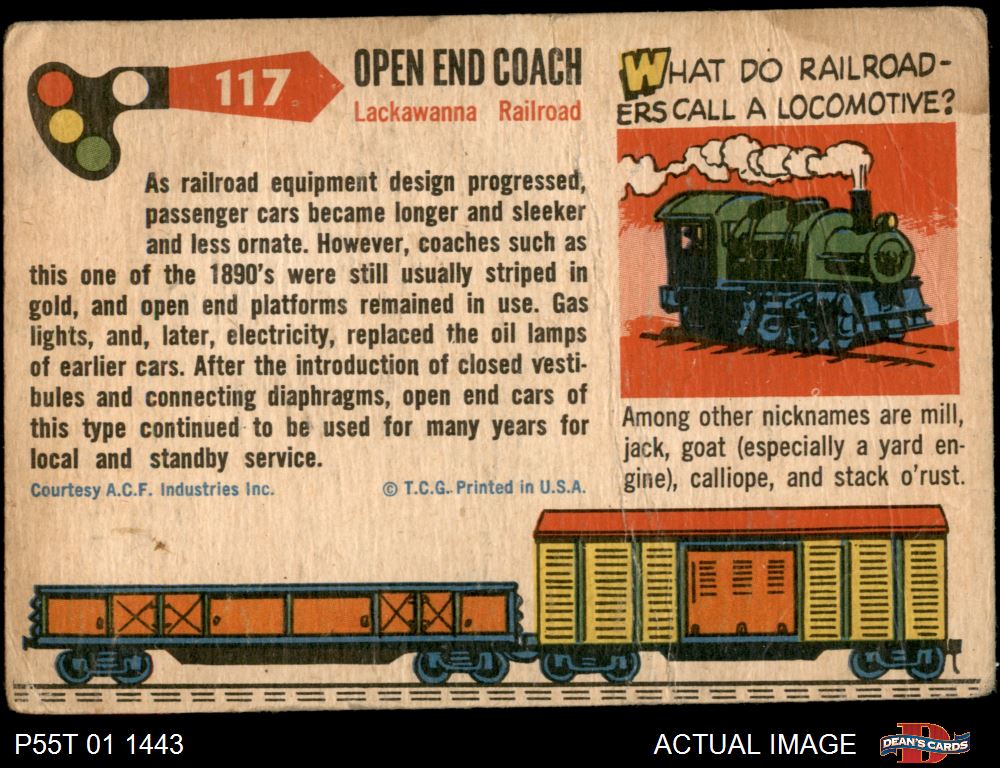 117
OPEN END COACH
Lackawanna Railroad
As railroad equipment design progressed,
passenger cars became longer and sleeker
and less ornate. However, coaches such as
this one of the 1890's were still usually striped in
gold, and open end platforms remained in use. Gas
lights, and, later, electricity, replaced the oil lamps
of earlier cars. After the introduction of closed vesti-
bules and connecting diaphragms, open end cars of
this type continued to be used for many years for
local and standby service.
Courtesy A.C.F. Industries Inc.
© T.C.G. Printed in U.S.A.
WHAT DO RAILROAD-
ERS CALL A LOCOMOTIVE?
Among other nicknames are mill,
jack, goat (especially a yard en-
gine), calliope, and stack o'rust.
P55T 01 1443
ACTUAL IMAGE
DEAN'S CARDS